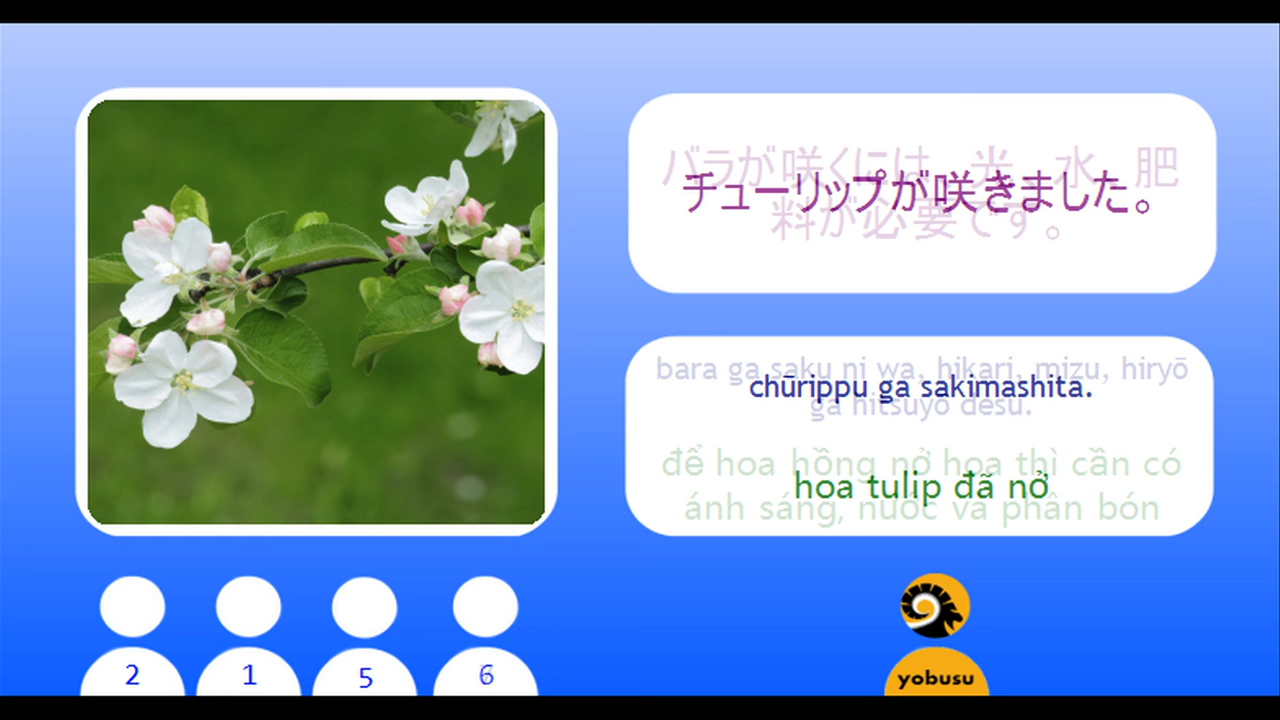 バラが咲くには、光、水、肥
料が必要です。
チューリップが咲きました。
bara ga saku ni wa, hikari, mizu, hiryō
ga hitsuyō desu.
chūrippu ga sakimashita.
để hoa hồng nở hoa thì cần có
ánh sáng, nước và phân bón
hoa tulip đã nở
2 1 5 6
yobusu